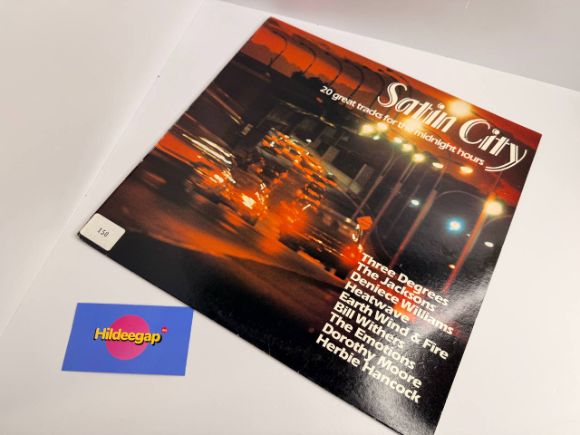 Satin City
20 great tracks for the midnight hours
Three Degrees
The Jacksons
Deniece Williams
Heatwave
Earth Wind & Fire
Bill Withers
The Emotions
Dorothy Moore
Herbie Hancock
150
Hildeegap